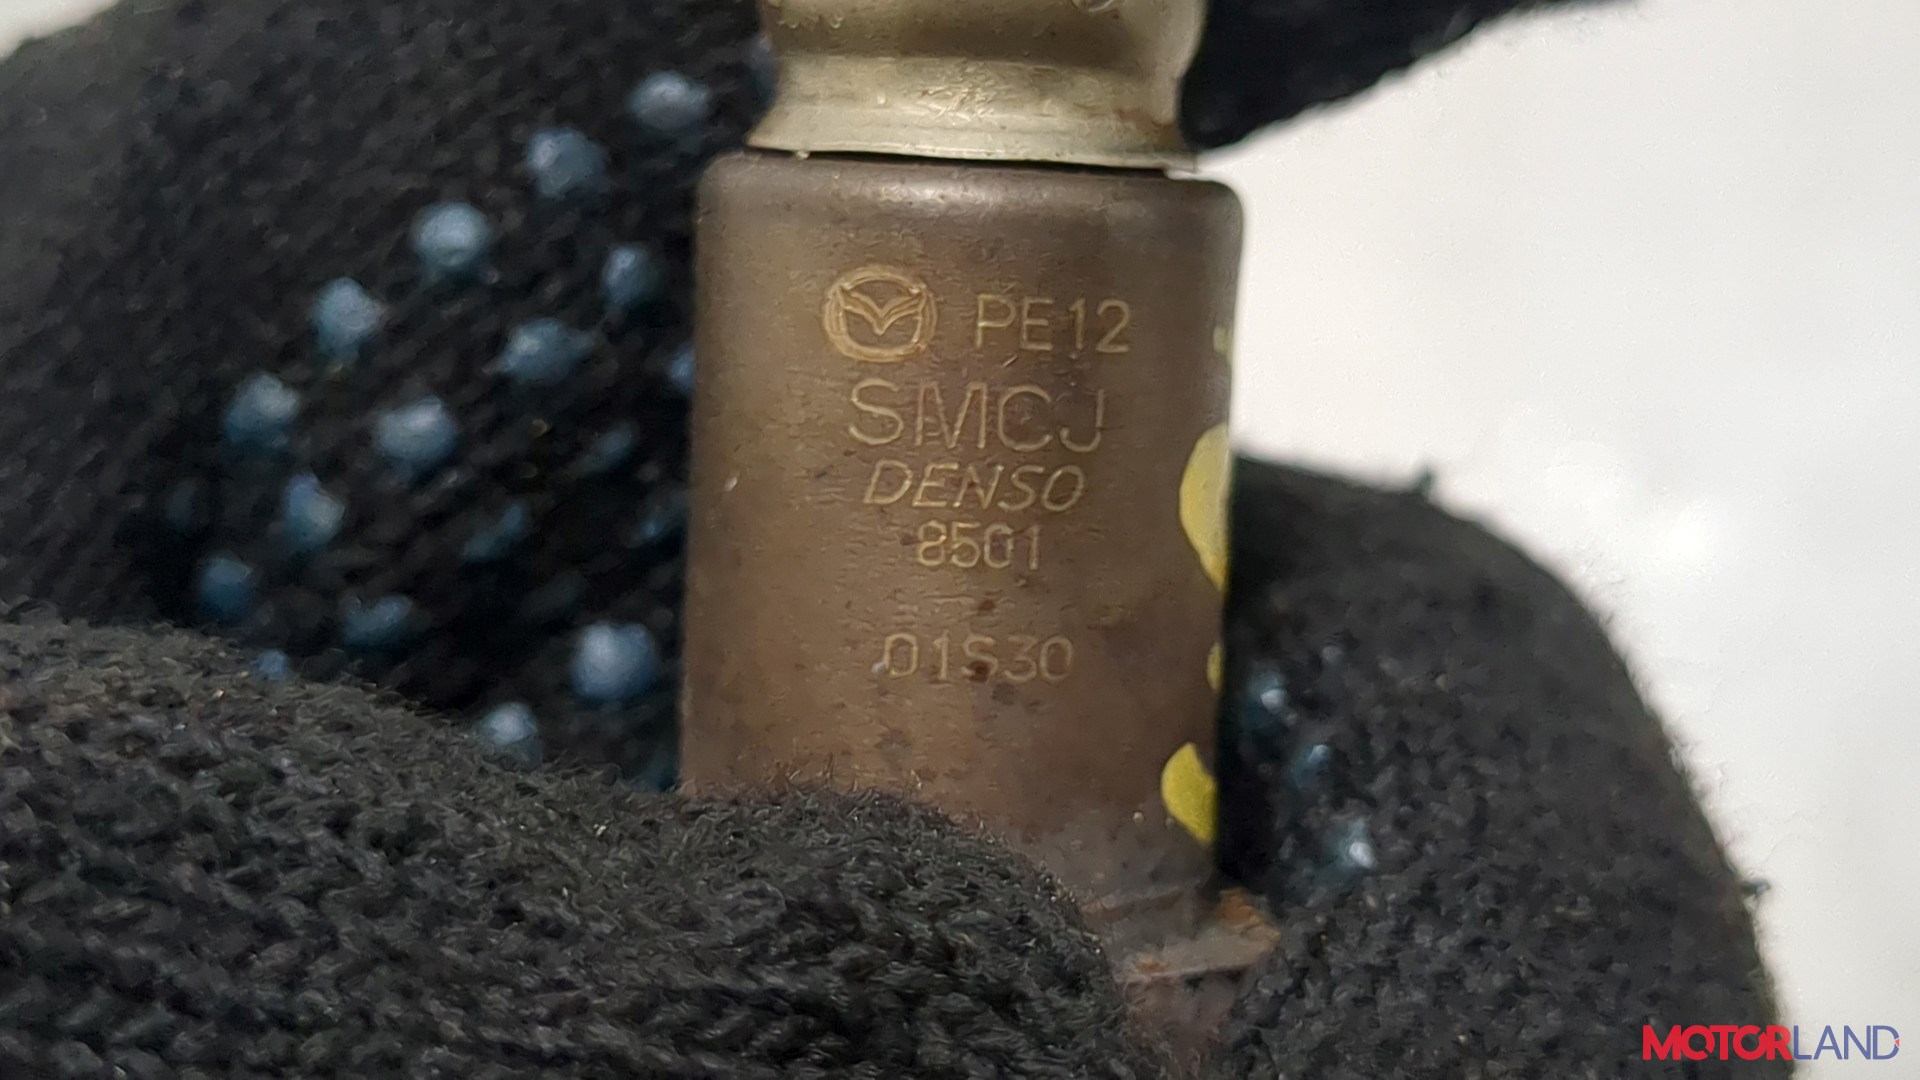 PE12
SMCJ
DENSO
8501
01S30
MOTORLAND